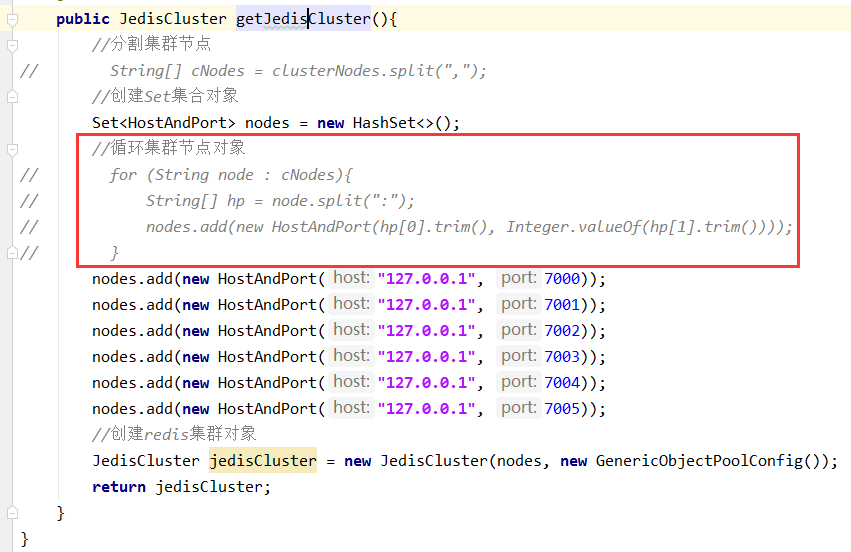 public JedisCluster getJedisCluster(){
//分割集群节点
// String[] cNodes = clusterNodes.split(",");
//创建Set集合对象
Set<HostAndPort> nodes = new HashSet<>();
//循环集群节点对象
// for (String node : cNodes){
// String[] hp = node.split(":");
// nodes.add(new HostAndPort(hp[0].trim(), Integer.valueOf(hp[1].trim())));
// }
nodes.add(new HostAndPort( host: "127.0.0.1", port: 7000));
nodes.add(new HostAndPort( host: "127.0.0.1", port: 7001));
nodes.add(new HostAndPort( host: "127.0.0.1", port: 7002));
nodes.add(new HostAndPort( host: "127.0.0.1", port: 7003));
nodes.add(new HostAndPort( host: "127.0.0.1", port: 7004));
nodes.add(new HostAndPort( host: "127.0.0.1", port: 7005));
//创建redis集群对象
JedisCluster jedisCluster = new JedisCluster(nodes, new GenericObjectPoolConfig());
return jedisCluster;
}
}